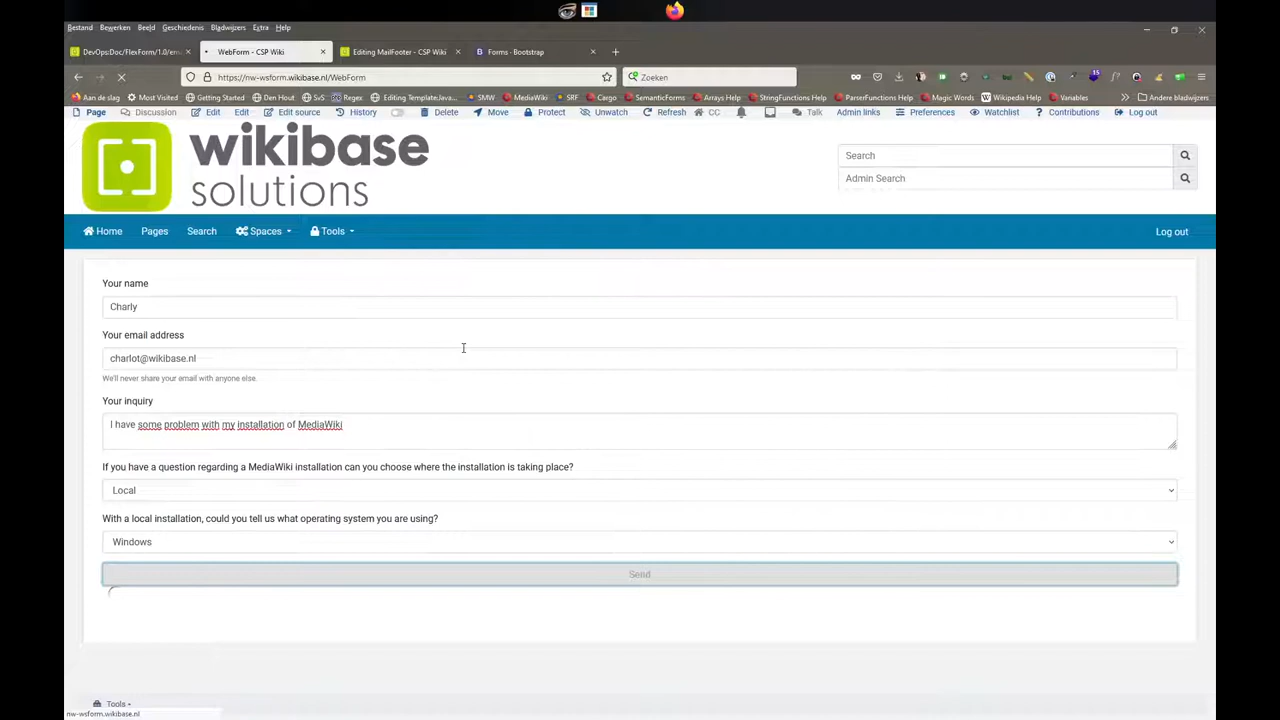 Bestand Bewerken Beeld Geschiedenis Bladwijzers Extra Help
DevOps:Doc/FlexForm/1.0/em
WebForm - CSP Wiki
Editing MailFooter - CSP Wiki
Forms · Bootstrap
https://nw-wsform.wikibase.nl/WebForm
Zoeken
15
Aan de slag Most Visited Getting Started Den Hout SvS Regex Editing Template:Java... SMW MediaWiki SRF Cargo SemanticForms Arrays Help StringFunctions Help ParserFunctions Help Magic Words Wikipedia Help Variables Andere bladwijzers
Page Discussion Edit Edit Edit source History Delete Move Protect Unwatch Refresh CC Talk Admin links Preferences Watchlist Contributions Log out
wikibase
solutions
Search
Admin Search
Home Pages Search Spaces Tools Log out
Your name
Charly
Your email address
charlot@wikibase.nl
We'll never share your email with anyone else.
Your inquiry
I have some problem with my installation of MediaWiki
If you have a question regarding a MediaWiki installation can you choose where the installation is taking place?
Local
With a local installation, could you tell us what operating system you are using?
Windows
Send
Tools
nw-wsform.wikibase.nl